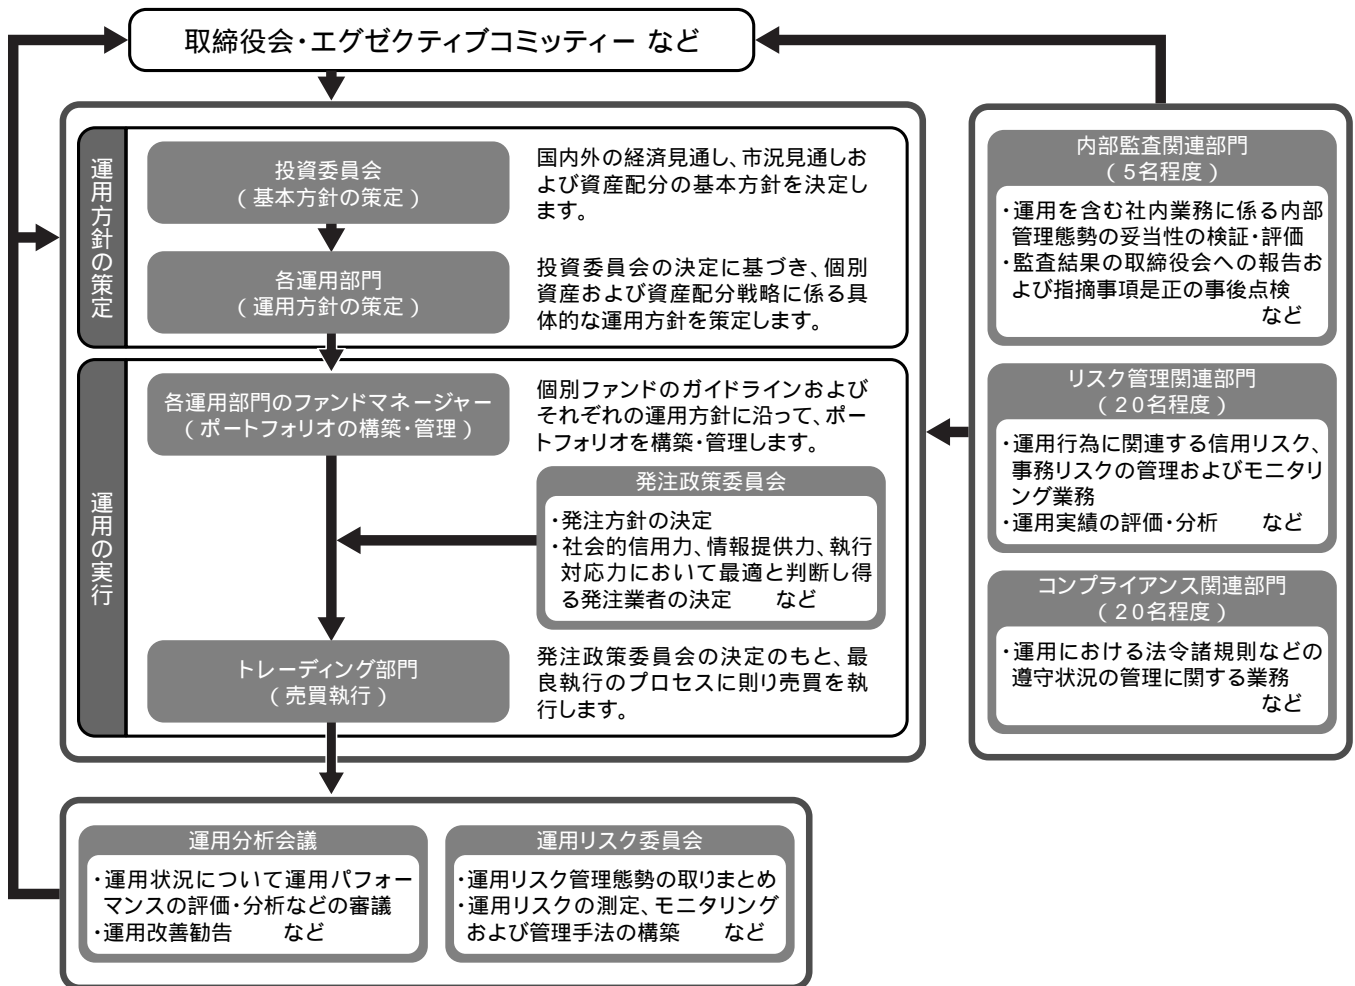 取締役会・エグゼクティブコミッティー など
運用方針の策定
投資委員会
(基本方針の策定)
国内外の経済見通し、市況見通しお
よび資産配分の基本方針を決定し
ます。
各運用部門
(運用方針の策定)
投資委員会の決定に基づき、個別
資産および資産配分戦略に係る具
体的な運用方針を策定します。
運用の実行
各運用部門のファンドマネージャー
(ポートフォリオの構築・管理)
個別ファンドのガイドラインおよび
それぞれの運用方針に沿って、ポー
トフォリオを構築・管理します。
発注政策委員会
・発注方針の決定
・社会的信用力、情報提供力、執行
対応力において最適と判断し得
る発注業者の決定 など
トレーディング部門
(売買執行)
発注政策委員会の決定のもと、最
良執行のプロセスに則り売買を執
行します。
内部監査関連部門
(5名程度)
・運用を含む社内業務に係る内部
管理態勢の妥当性の検証・評価
・監査結果の取締役会への報告お
よび指摘事項是正の事後点検
など
リスク管理関連部門
(20名程度)
・運用行為に関連する信用リスク、
事務リスクの管理およびモニタリ
ング業務
・運用実績の評価・分析 など
コンプライアンス関連部門
(20名程度)
・運用における法令諸規則などの
遵守状況の管理に関する業務
など
運用分析会議
・運用状況について運用パフォー
マンスの評価・分析などの審議
・運用改善勧告 など
運用リスク委員会
・運用リスク管理態勢の取りまとめ
・運用リスクの測定、モニタリング
および管理手法の構築 など